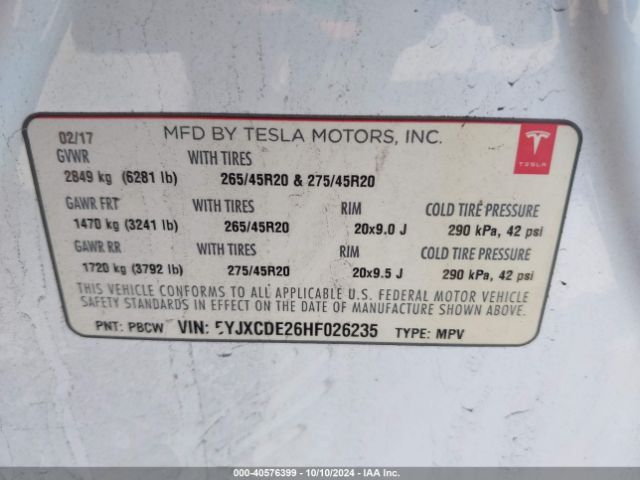 02/17 MFD BY TESLA MOTORS, INC.
TESLA
GVWR WITH TIRES
2849 kg (6281 lb) 265/45R20 & 275/45R20
GAWR FRT WITH TIRES RIM COLD TIRE PRESSURE
1470 kg (3241 lb) 265/45R20 20x9.0 J 290 kPa, 42 psi
GAWR RR WITH TIRES RIM COLD TIRE PRESSURE
1720 kg (3792 lb) 275/45R20 20x9.5 J 290 kPa, 42 psi
THIS VEHICLE CONFORMS TO ALL APPLICABLE U.S. FEDERAL MOTOR VEHICLE
SAFETY STANDARDS IN EFFECT ON THE DATE OF MANUFACTURE SHOWN ABOVE.
PNT: PBCW VIN: 5YJXCDE26HF026235 TYPE: MPV
000-40576399 - 10/10/2024 - IAA Inc.